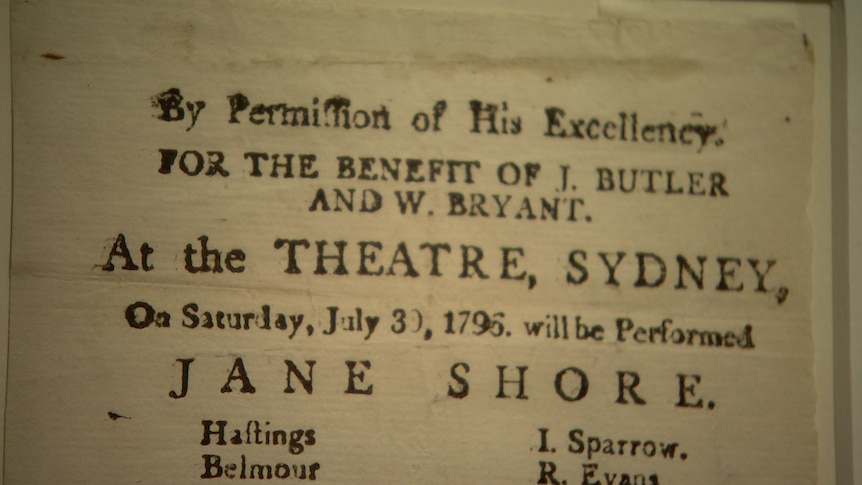 By Permiſſion of His Excellency.
FOR THE BENEFIT OF J. BUTLER
AND W. BRYANT.
At the THEATRE, SYDNEY,
On Saturday, July 30, 1796. will be Performed
JANE SHORE.
Haſtings I. Sparrow.
Belmour R. Evans